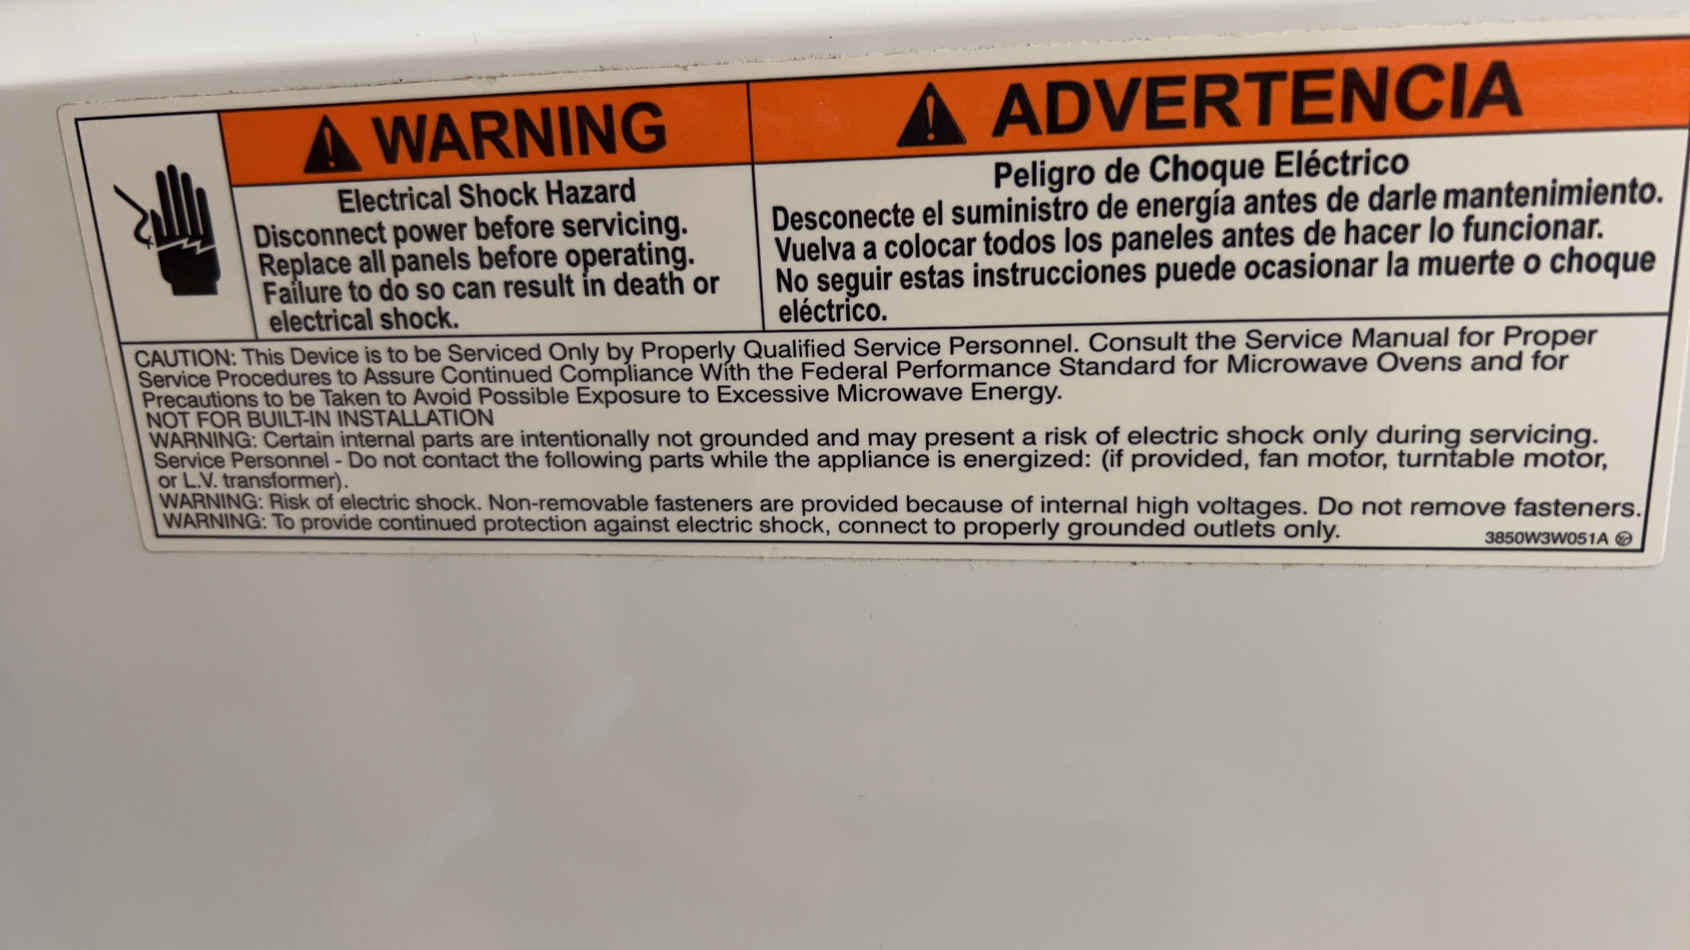 WARNING
Electrical Shock Hazard
Disconnect power before servicing.
Replace all panels before operating.
Failure to do so can result in death or
electrical shock.
ADVERTENCIA
Peligro de Choque Eléctrico
Desconecte el suministro de energía antes de darle mantenimiento.
Vuelva a colocar todos los paneles antes de hacer lo funcionar.
No seguir estas instrucciones puede ocasionar la muerte o choque
eléctrico.
CAUTION: This Device is to be Serviced Only by Properly Qualified Service Personnel. Consult the Service Manual for Proper
Service Procedures to Assure Continued Compliance With the Federal Performance Standard for Microwave Ovens and for
Precautions to be Taken to Avoid Possible Exposure to Excessive Microwave Energy.
NOT FOR BUILT-IN INSTALLATION
WARNING: Certain internal parts are intentionally not grounded and may present a risk of electric shock only during servicing.
Service Personnel - Do not contact the following parts while the appliance is energized: (if provided, fan motor, turntable motor,
or L.V. transformer).
WARNING: Risk of electric shock. Non-removable fasteners are provided because of internal high voltages. Do not remove fasteners.
WARNING: To provide continued protection against electric shock, connect to properly grounded outlets only.
3850W3W051A